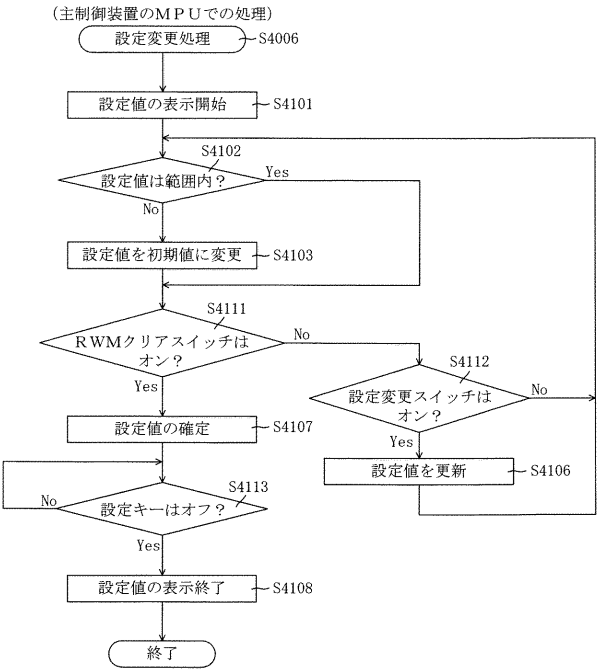 （主制御装置のＭＰＵでの処理）
設定変更処理
S4006
設定値の表示開始
S4101
S4102
設定値は範囲内？
Yes
No
設定値を初期値に変更
S4103
S4111
ＲＷＭクリアスイッチは
オン？
No
Yes
S4112
設定変更スイッチは
オン？
No
Yes
設定値の確定
S4107
設定値を更新
S4106
S4113
設定キーはオフ？
No
Yes
設定値の表示終了
S4108
終了